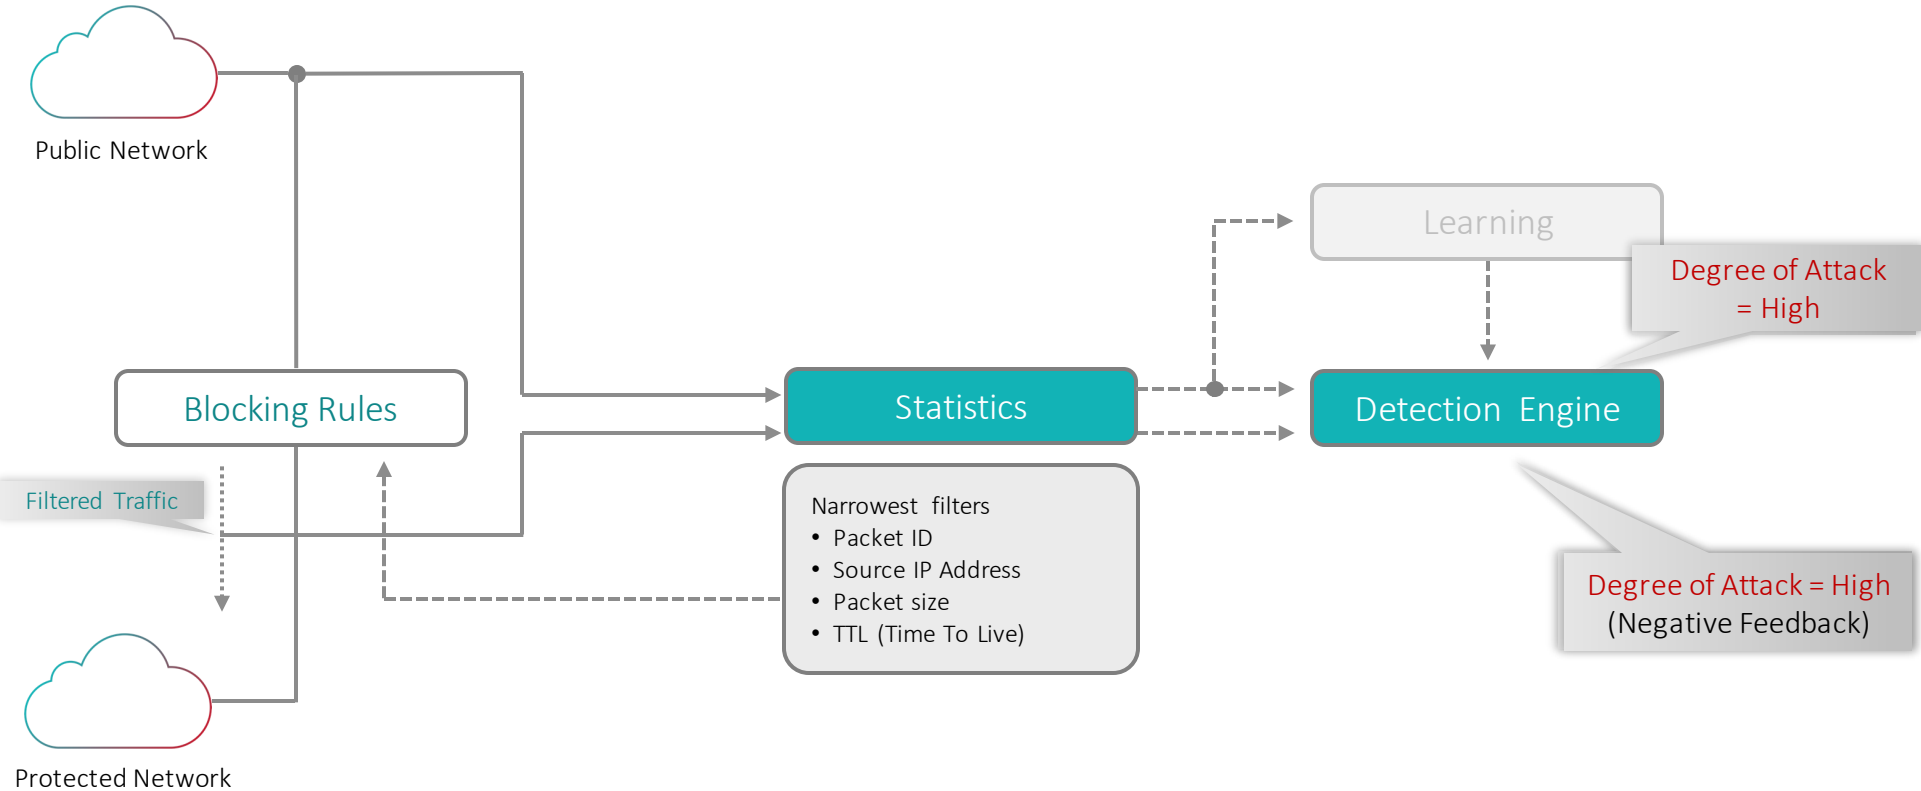 Public Network
Learning
Degree of Attack
= High
Blocking Rules
Statistics
Detection Engine
Filtered Traffic
Narrowest filters
• Packet ID
• Source IP Address
• Packet size
• TTL (Time To Live)
Degree of Attack = High
(Negative Feedback)
Protected Network